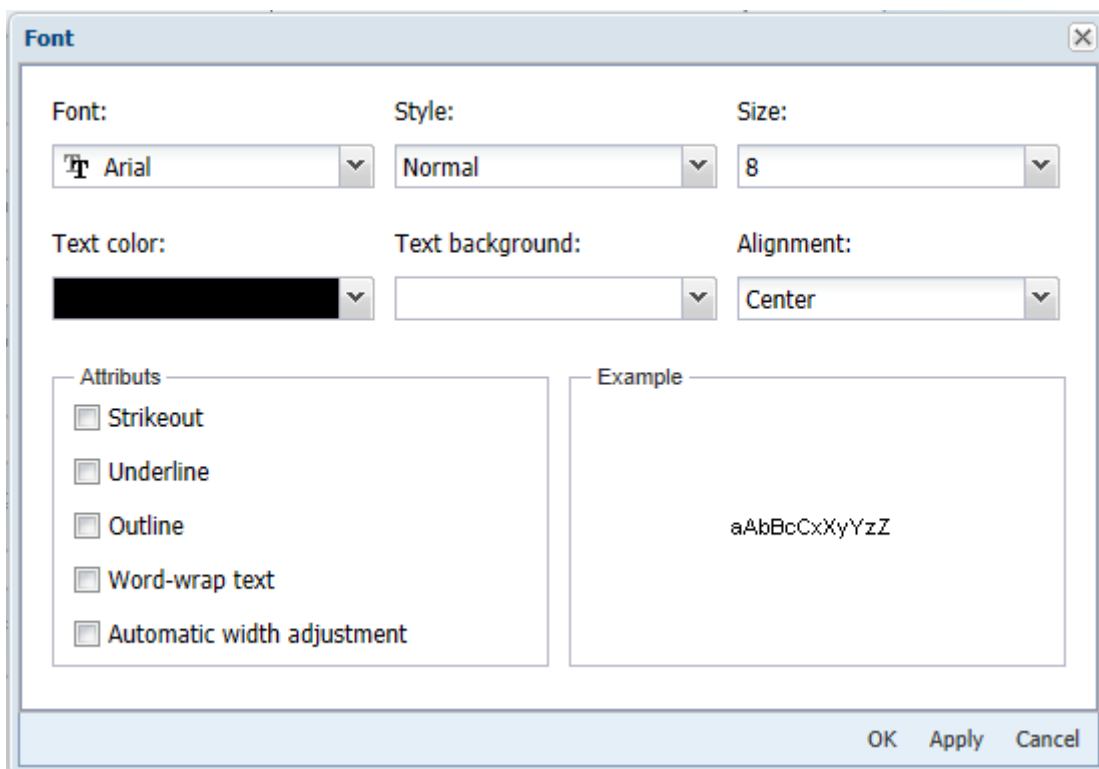 Font
Font: Style: Size:
Arial Normal 8
Text color: Text background: Alignment:
Center
Attributs Example
Strikeout
Underline
Outline
Word-wrap text
Automatic width adjustment
aAbBcCxXyYzZ
OK Apply Cancel